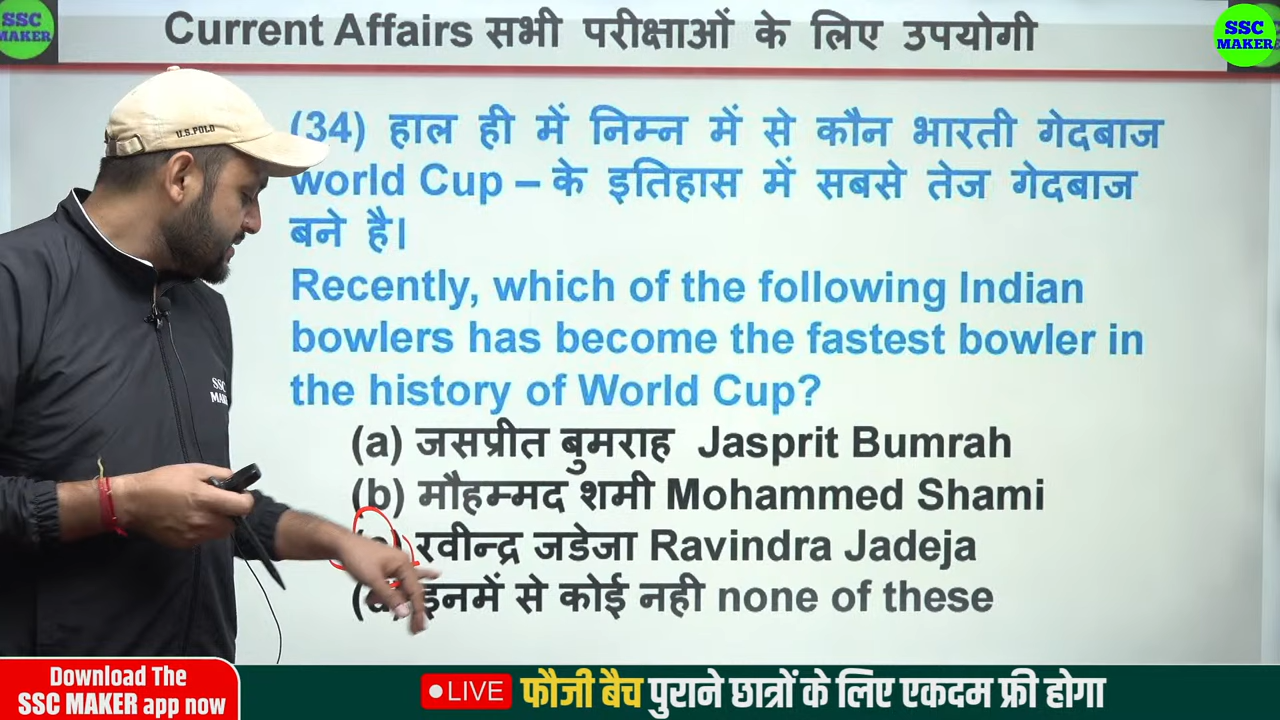 SSC
MAKER
Current Affairs सभी परीक्षाओं के लिए उपयोगी
SSC
MAKER
U.S.POLO
(34) हाल ही में निम्न में से कौन भारती गेदबाज
world Cup – के इतिहास में सबसे तेज गेदबाज
बने है।
Recently, which of the following Indian
bowlers has become the fastest bowler in
the history of World Cup?
(a) जसप्रीत बुमराह Jasprit Bumrah
(b) मौहम्मद शमी Mohammed Shami
रवीन्द्र जडेजा Ravindra Jadeja
इनमें से कोई नही none of these
SSC
MAK
Download The
SSC MAKER app now
LIVE
फौजी बैच पुराने छात्रों के लिए एकदम फ्री होगा